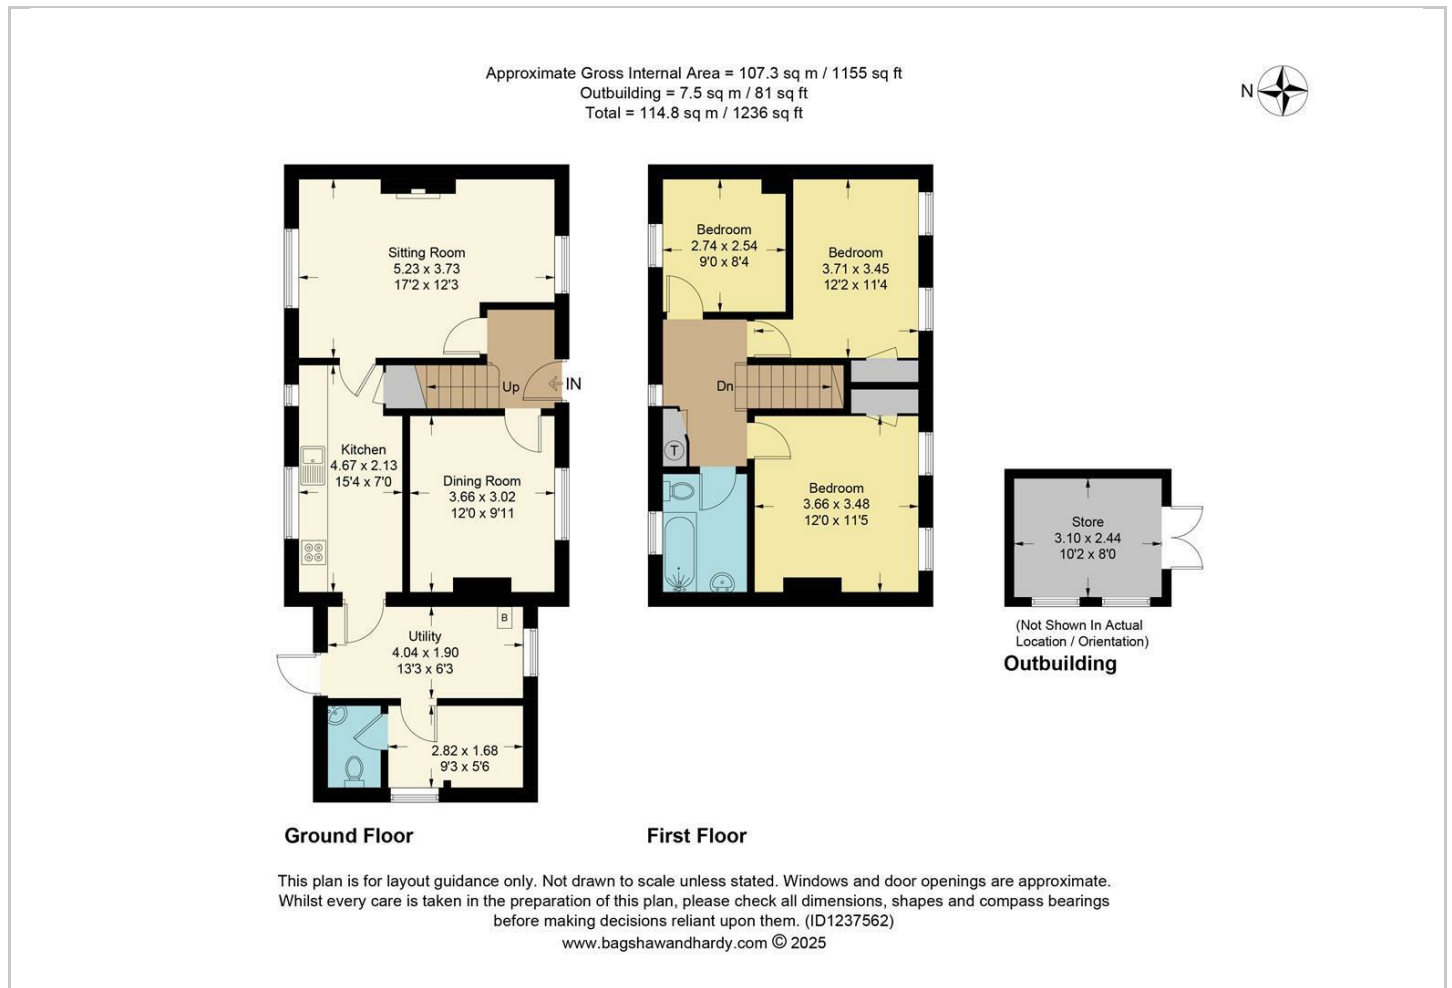 Approximate Gross Internal Area = 107.3 sq m / 1155 sq ft
Outbuilding = 7.5 sq m / 81 sq ft
Total = 114.8 sq m / 1236 sq ft
N
Sitting Room
5.23 x 3.73
17'2 x 12'3
Up
IN
Kitchen
4.67 x 2.13
15'4 x 7'0
Dining Room
3.66 x 3.02
12'0 x 9'11
B
Utility
4.04 x 1.90
13'3 x 6'3
2.82 x 1.68
9'3 x 5'6
Ground Floor
Bedroom
2.74 x 2.54
9'0 x 8'4
Bedroom
3.71 x 3.45
12'2 x 11'4
Dn
T
Bedroom
3.66 x 3.48
12'0 x 11'5
First Floor
Store
3.10 x 2.44
10'2 x 8'0
(Not Shown In Actual
Location / Orientation)
Outbuilding
This plan is for layout guidance only. Not drawn to scale unless stated. Windows and door openings are approximate.
Whilst every care is taken in the preparation of this plan, please check all dimensions, shapes and compass bearings
before making decisions reliant upon them. (ID1237562)
www.bagshawandhardy.com © 2025